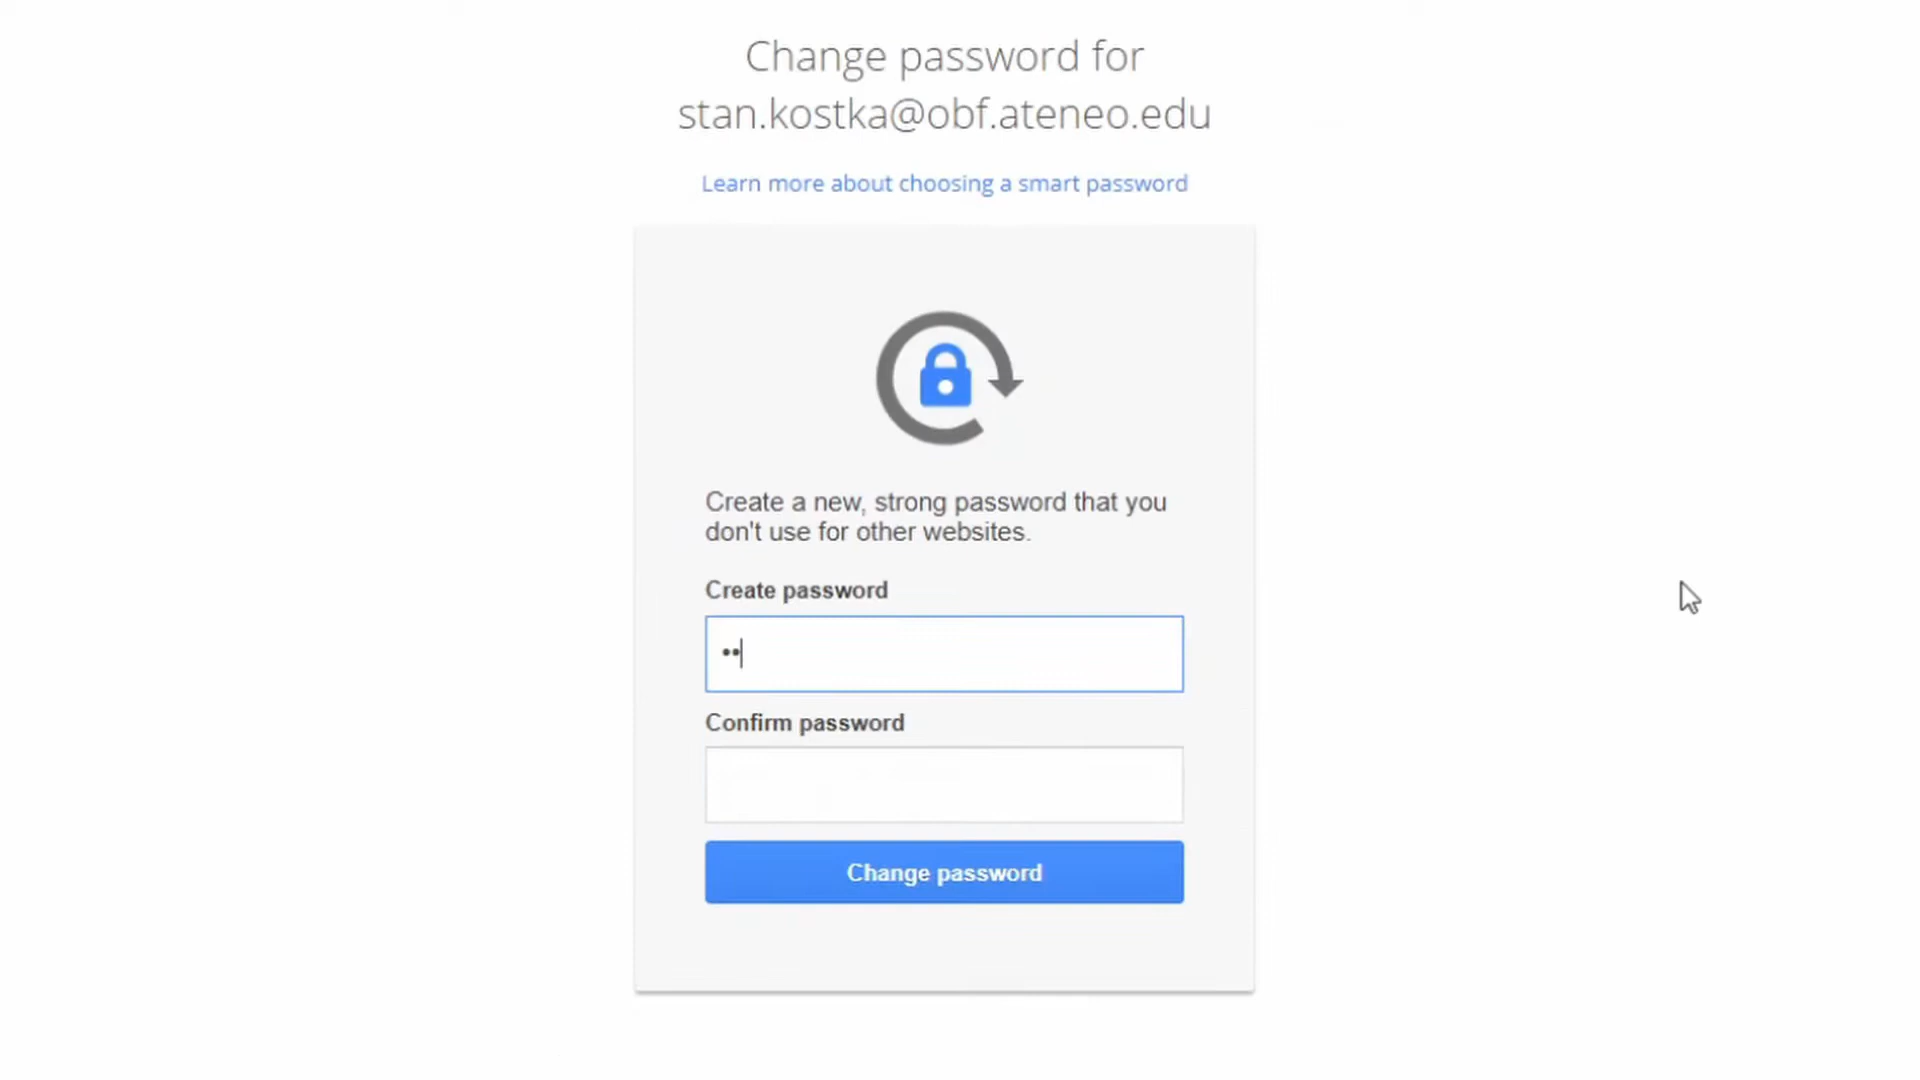 Change password for
stan.kostka@obf.ateneo.edu
Learn more about choosing a smart password
Create a new, strong password that you
don't use for other websites.
Create password
••
Confirm password
Change password